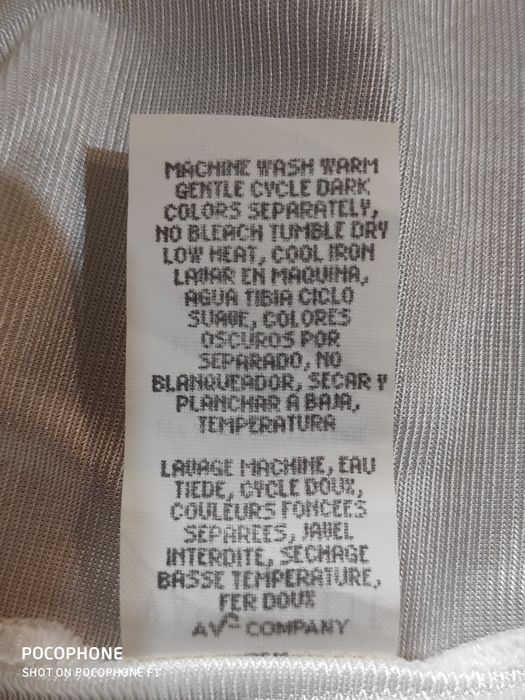 MACHINE WASH WARM
GENTLE CYCLE DARK
COLORS SEPARATELY,
NO BLEACH TUMBLE DRY
LOW HEAT, COOL IRON
LAVAR EN MAQUINA,
AGUA TIBIA CICLO
SUAVE, COLORES
OSCUROS POR
SEPARADO, NO
BLANQUEADOR, SECAR Y
PLANCHAR A BAJA,
TEMPERATURA
LAVAGE MACHINE, EAU
TIEDE, CYCLE DOUX,
COULEURS FONCEES
SEPAREES, JAVEL
INTERDITE, SECHAGE
BASSE TEMPERATURE,
FER DOUX
COMPANY
POCOPHONE
SHOT ON POCOPHONE F1